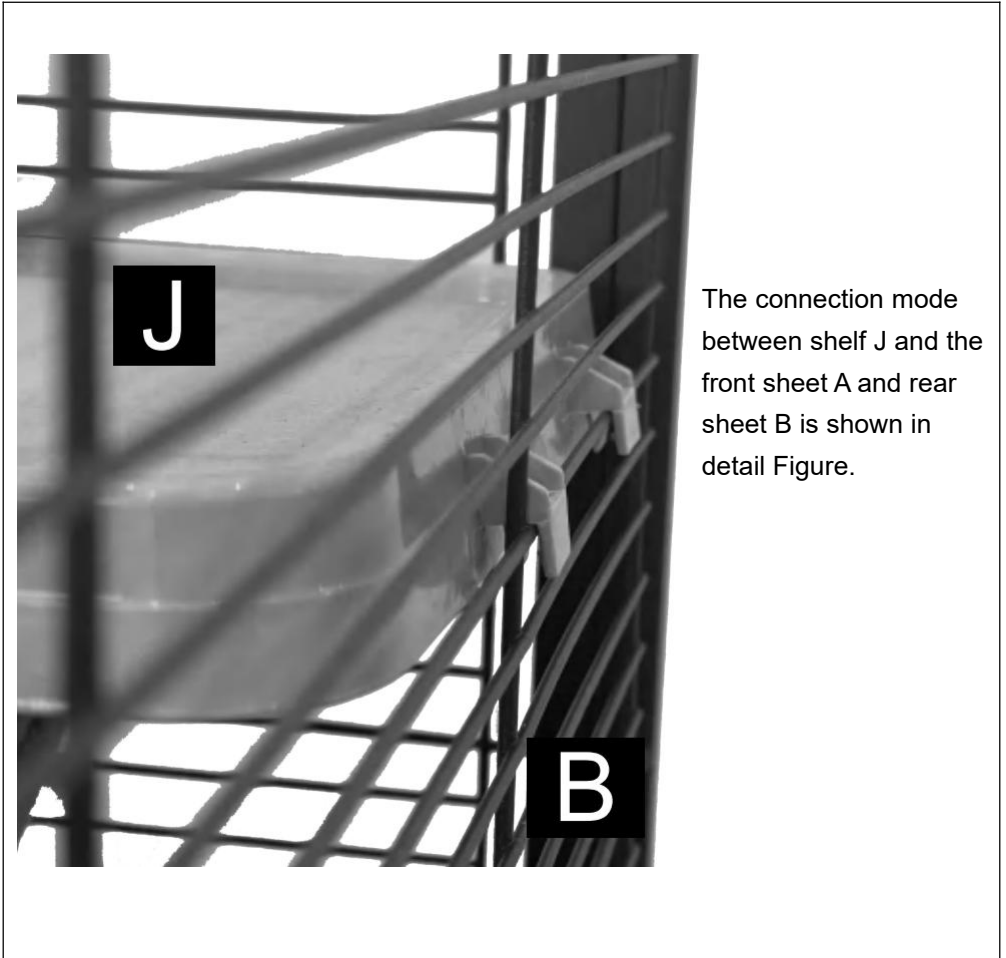 J
The connection mode
between shelf J and the
front sheet A and rear
sheet B is shown in
detail Figure.
B